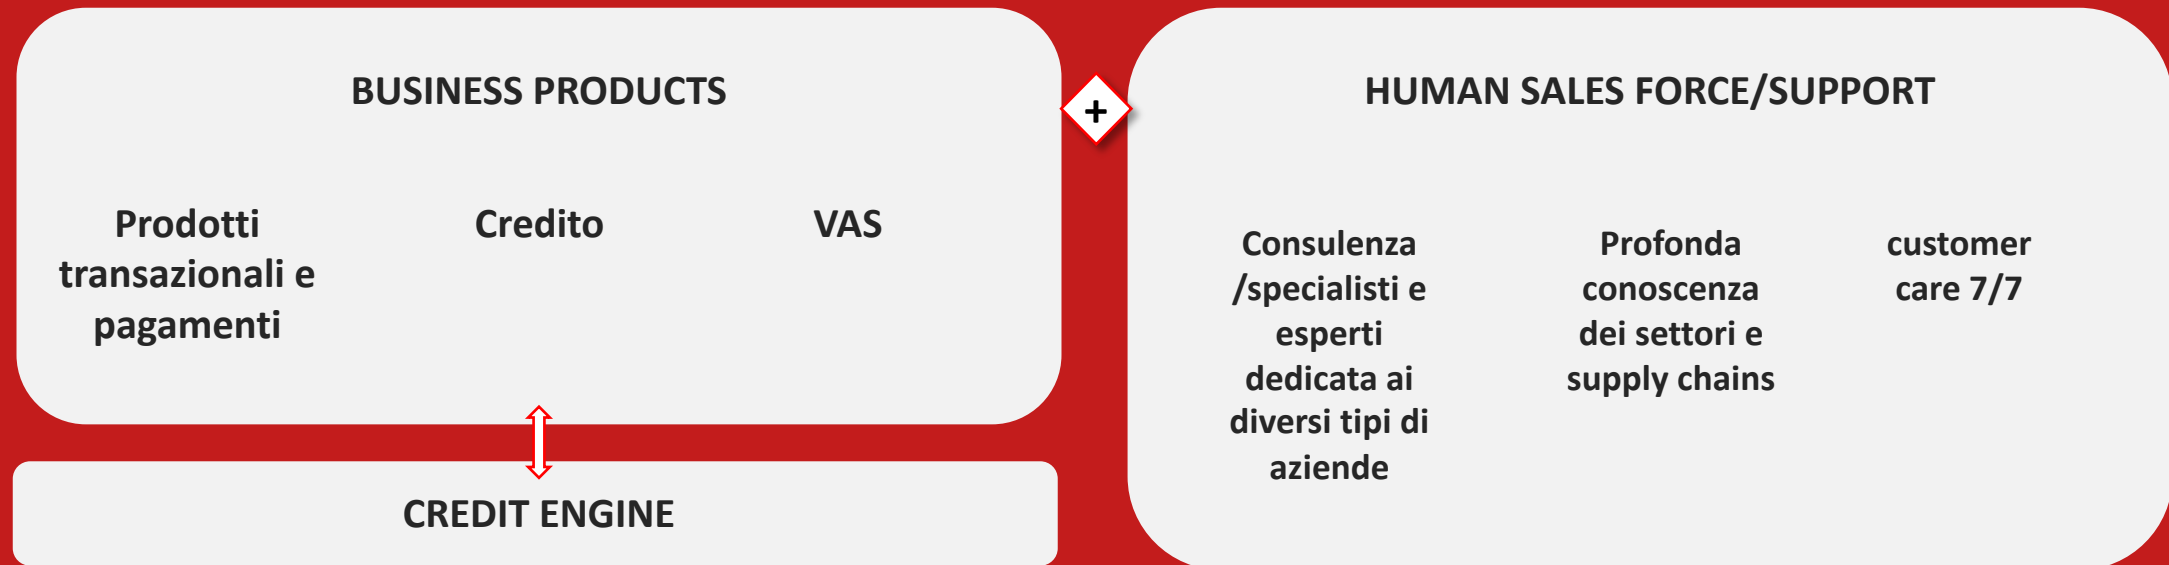 BUSINESS PRODUCTS
Prodotti
transazionali e
pagamenti
Credito
VAS
CREDIT ENGINE
+
HUMAN SALES FORCE/SUPPORT
Consulenza
/specialisti e
esperti
dedicata ai
diversi tipi di
aziende
Profonda
conoscenza
dei settori e
supply chains
customer
care 7/7